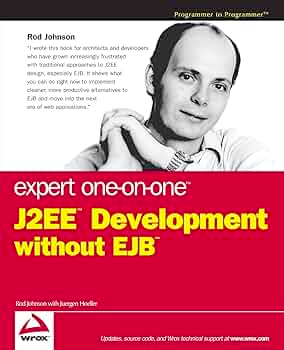 Programmer to Programmer™
Rod Johnson
"I wrote this book for architects and developers
who have grown increasingly frustrated
with traditional approaches to J2EE
design, especially EJB. It shows what
you can do right now to implement
cleaner, more productive alternatives to
EJB and move into the next
era of web applications."
expert one-on-one™
J2EE™ Development
without EJB™
Rod Johnson with Juergen Hoeller
wrox™
Updates, source code, and Wrox technical support at www.wrox.com